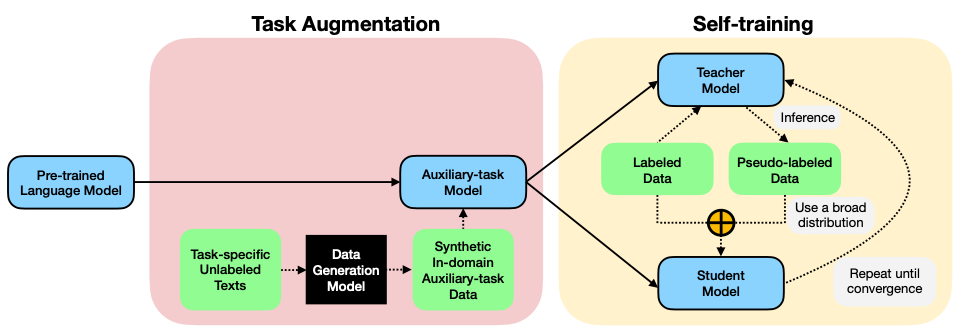 Task Augmentation
Self-training
Pre-trained
Language Model
Auxiliary-task
Model
Task-specific
Unlabeled
Texts
Data
Generation
Model
Synthetic
In-domain
Auxiliary-task
Data
Teacher
Model
Inference
Labeled
Data
Pseudo-labeled
Data
Use a broad
distribution
Student
Model
Repeat until
convergence